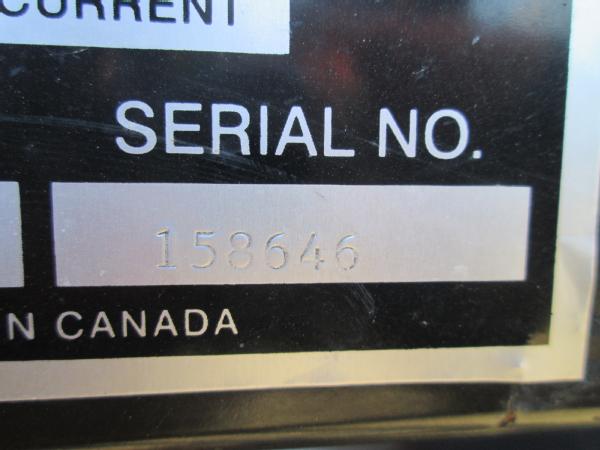 CURRENT
SERIAL NO.
158646
N CANADA